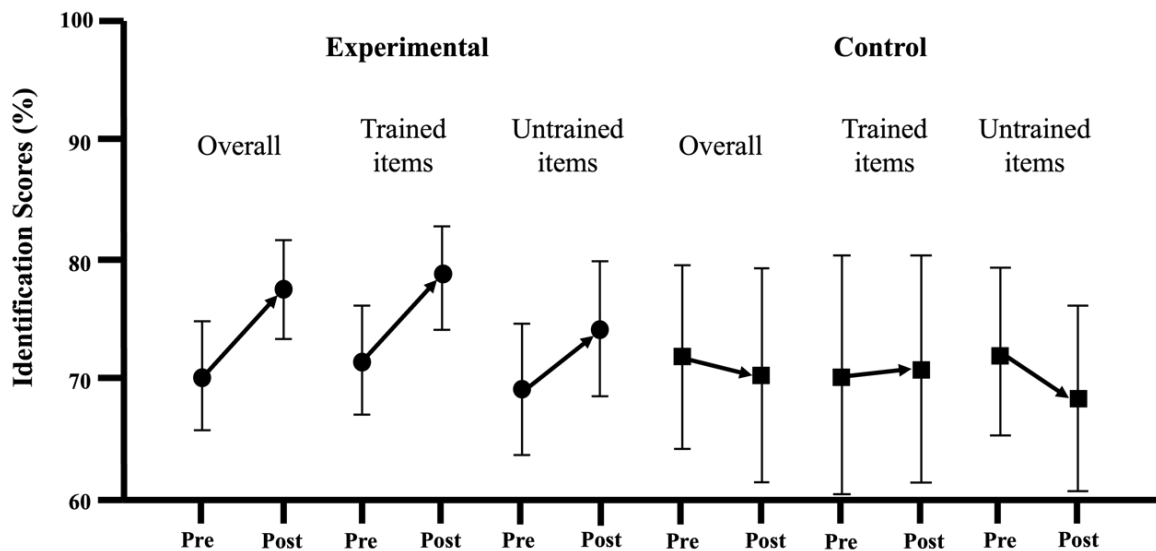 Identification Scores (%)
100
90
80
70
60
Experimental
Control
Overall
Trained
items
Untrained
items
Overall
Trained
items
Untrained
items
Pre Post Pre Post Pre Post Pre Post Pre Post Pre Post